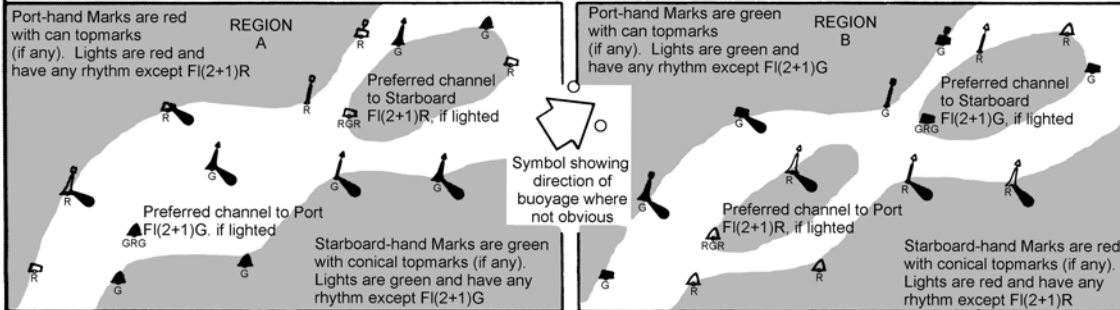 Port-hand Marks are red
with can topmarks
(if any). Lights are red and
have any rhythm except Fl(2+1)R
REGION
A
R
G
G
R
Preferred channel
to Starboard
Fl(2+1)R, if lighted
RGR
R
R
G
G
G
R
Preferred channel to Port
Fl(2+1)G. if lighted
GRG
R
G
G
Starboard-hand Marks are green
with conical topmarks (if any).
Lights are green and have any
rhythm except Fl(2+1)G
Symbol showing
direction of
buoyage where
not obvious
Port-hand Marks are green
with can topmarks
(if any). Lights are green and
have any rhythm except Fl(2+1)G
REGION
B
G
R
R
G
Preferred channel
to Starboard
Fl(2+1)G, if lighted
GRG
G
G
R
R
R
G
Preferred channel to Port
Fl(2+1)R, if lighted
RGR
G
R
R
Starboard-hand Marks are red
with conical topmarks (if any).
Lights are red and have any
rhythm except Fl(2+1)R